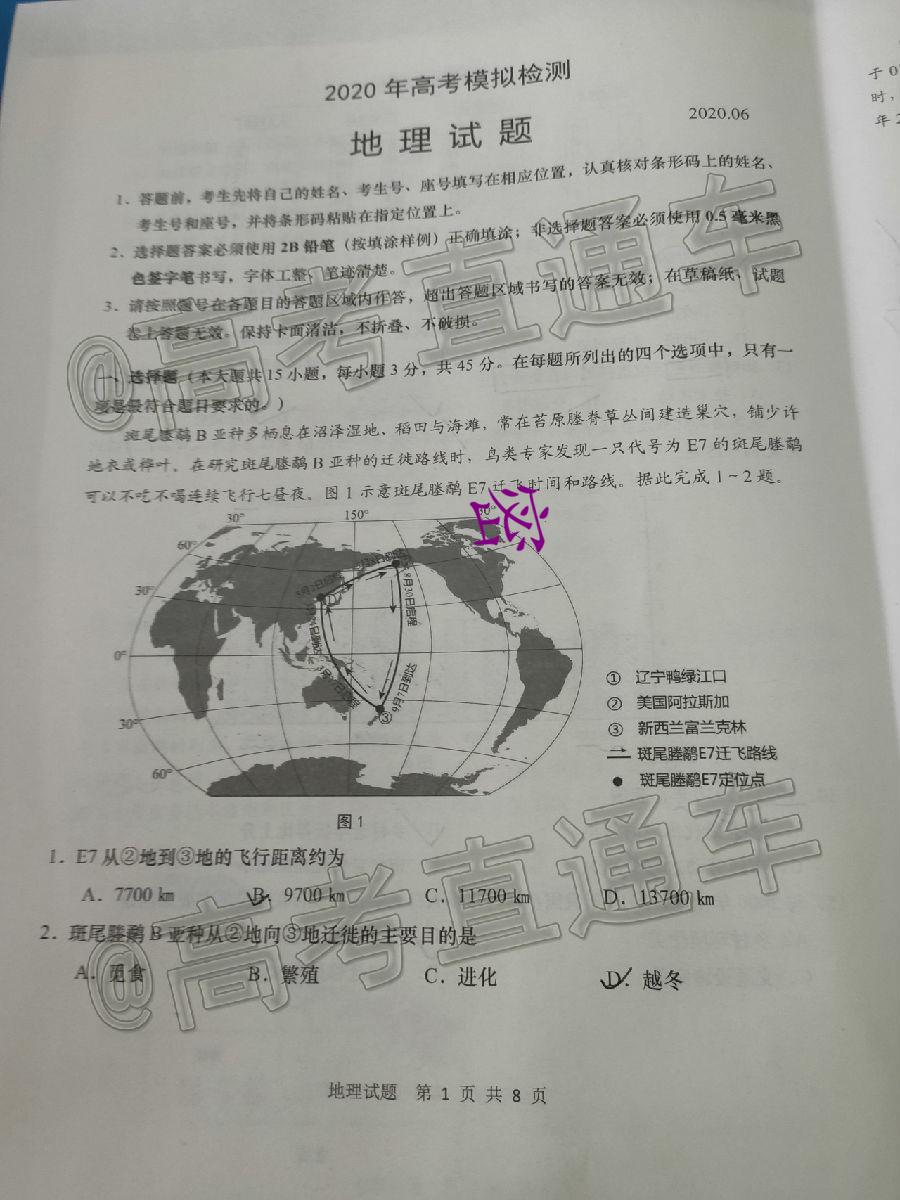 2020 年高考模拟检测
地 理 试 题
2020.06
于 0
时，
年 2
1、答题前，考生先将自己的姓名、考生号、座号填写在相应位置，认真核对条形码上的姓名、
考生号和座号，并将条形码粘贴在指定位置上。
2、选择题答案必须使用 2B 铅笔（按填涂样例）正确填涂；非选择题答案必须使用 0.5 毫米黑
色签字笔书写，字体工整、笔迹清楚。
3、请按照题号在各题目的答题区域内作答，超出答题区域书写的答案无效；在草稿纸、试题
卷上答题无效。保持卡面清洁，不折叠、不破损。
一、选择题（本大题共 15 小题，每小题 3 分，共 45 分。在每题所列出的四个选项中，只有一
项是最符合题目要求的。）
斑尾塍鹬 B 亚种多栖息在沼泽湿地、稻田与海滩，常在苔原塍脊草丛间建造巢穴，铺少许
地衣或桦叶。在研究斑尾塍鹬 B 亚种的迁徙路线时，鸟类专家发现一只代号为 E7 的斑尾塍鹬
可以不吃不喝连续飞行七昼夜。图 1 示意斑尾塍鹬 E7 迁飞时间和路线。据此完成 1～2 题。
密
30° 150° 30°
60°
30°
0°
30°
60°
8月30日启程
9月7日到达
①
③
① 辽宁鸭绿江口
② 美国阿拉斯加
③ 新西兰富兰克林
斑尾塍鹬E7迁飞路线
斑尾塍鹬E7定位点
图 1
1．E7 从②地到③地的飞行距离约为
A．7700 km B．9700 km C．11700 km D．13700 km
2．斑尾塍鹬 B 亚种从②地向③地迁徙的主要目的是
A．觅食 B．繁殖 C．进化 D．越冬
地理试题 第 1 页 共 8 页
@高考直通车
@高考直通车